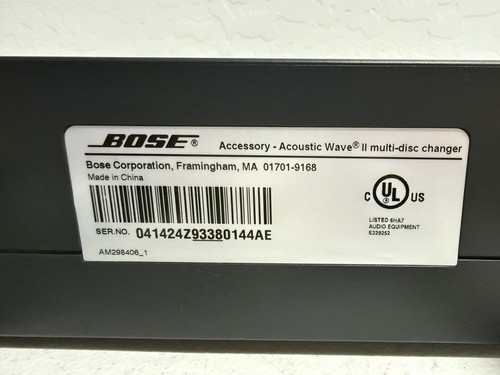 BOSE® Accessory - Acoustic Wave® II multi-disc changer
Bose Corporation, Framingham, MA 01701-9168
Made in China
C UL® US
SER.NO. 041424Z93380144AE
LISTED 6HA7
AUDIO EQUIPMENT
E229252
AM298406_1